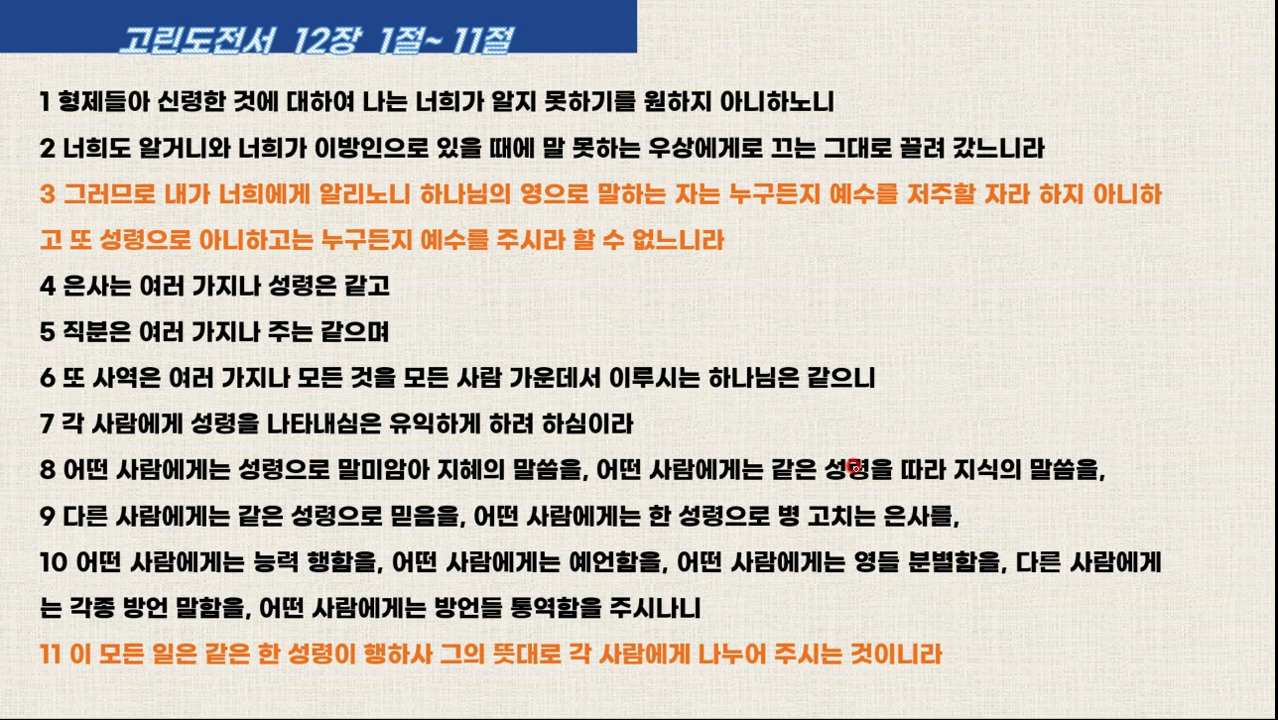 고린도전서 12장 1절~ 11절
1 형제들아 신령한 것에 대하여 나는 너희가 알지 못하기를 원하지 아니하노니
2 너희도 알거니와 너희가 이방인으로 있을 때에 말 못하는 우상에게로 끄는 그대로 끌려 갔느니라
3 그러므로 내가 너희에게 알리노니 하나님의 영으로 말하는 자는 누구든지 예수를 저주할 자라 하지 아니하
고 또 성령으로 아니하고는 누구든지 예수를 주시라 할 수 없느니라
4 은사는 여러 가지나 성령은 같고
5 직분은 여러 가지나 주는 같으며
6 또 사역은 여러 가지나 모든 것을 모든 사람 가운데서 이루시는 하나님은 같으니
7 각 사람에게 성령을 나타내심은 유익하게 하려 하심이라
8 어떤 사람에게는 성령으로 말미암아 지혜의 말씀을, 어떤 사람에게는 같은 성령을 따라 지식의 말씀을,
9 다른 사람에게는 같은 성령으로 믿음을, 어떤 사람에게는 한 성령으로 병 고치는 은사를,
10 어떤 사람에게는 능력 행함을, 어떤 사람에게는 예언함을, 어떤 사람에게는 영들 분별함을, 다른 사람에게
는 각종 방언 말함을, 어떤 사람에게는 방언들 통역함을 주시나니
11 이 모든 일은 같은 한 성령이 행하사 그의 뜻대로 각 사람에게 나누어 주시는 것이니라